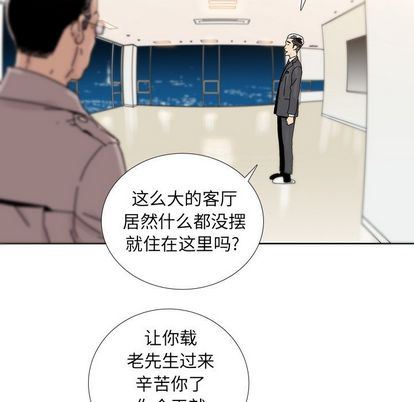 这么大的客厅
居然什么都没摆
就住在这里吗?
让你载
老先生过来
辛苦你了